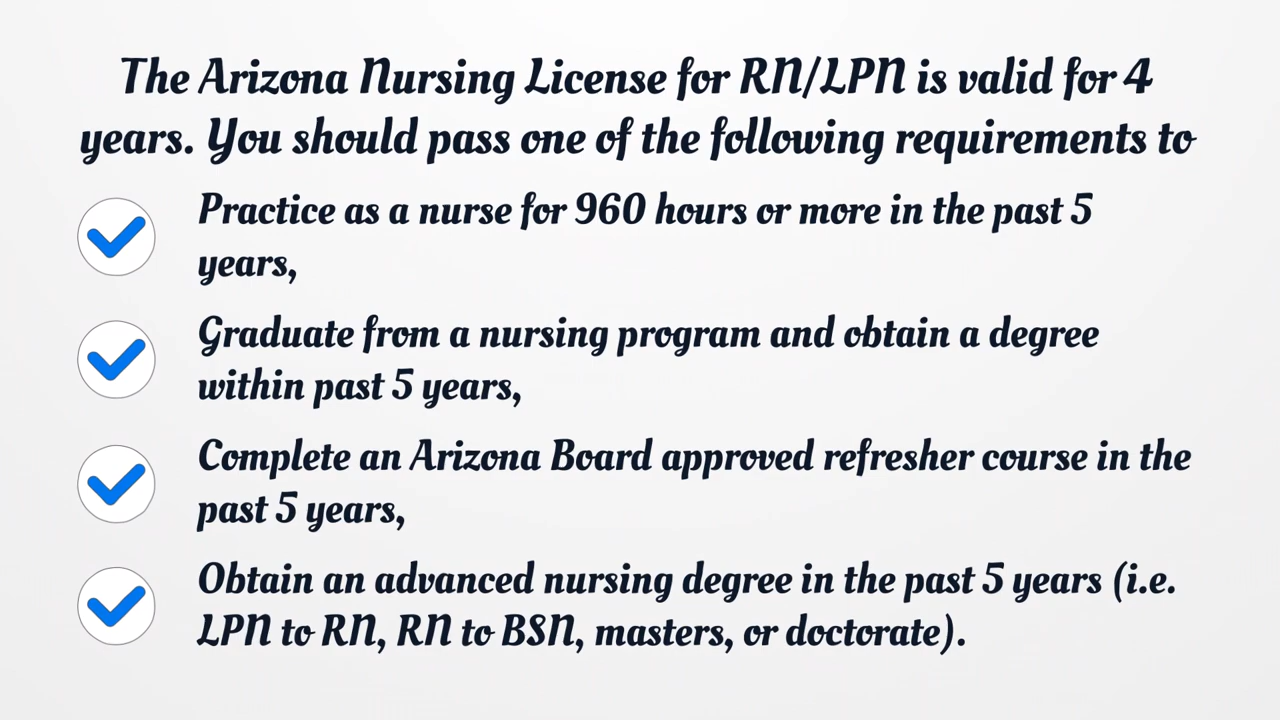 The Arizona Nursing License for RN/LPN is valid for 4
years. You should pass one of the following requirements to
Practice as a nurse for 960 hours or more in the past 5
years,
Graduate from a nursing program and obtain a degree
within past 5 years,
Complete an Arizona Board approved refresher course in the
past 5 years,
Obtain an advanced nursing degree in the past 5 years (i.e.
LPN to RN, RN to BSN, masters, or doctorate).